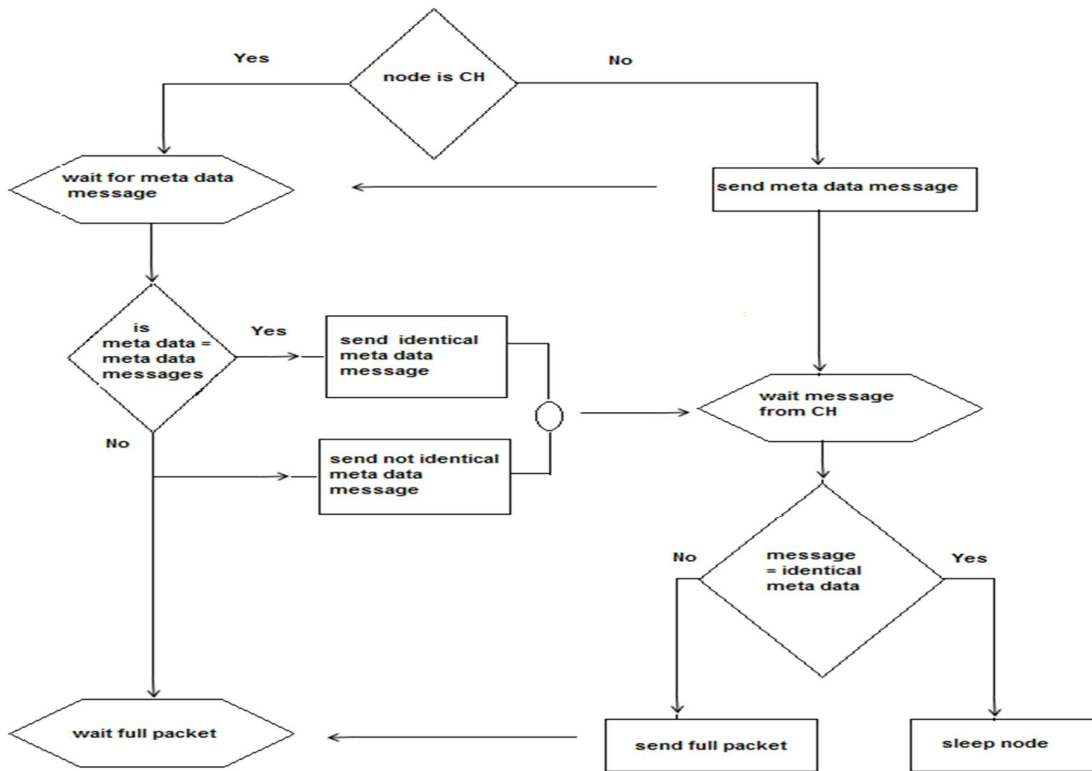 Yes
No
node is CH
wait for meta data
message
send meta data message
is
meta data =
meta data
messages
Yes
send identical
meta data
message
wait message
from CH
No
send not identical
meta data
message
No
message
= identical
meta data
Yes
wait full packet
send full packet
sleep node